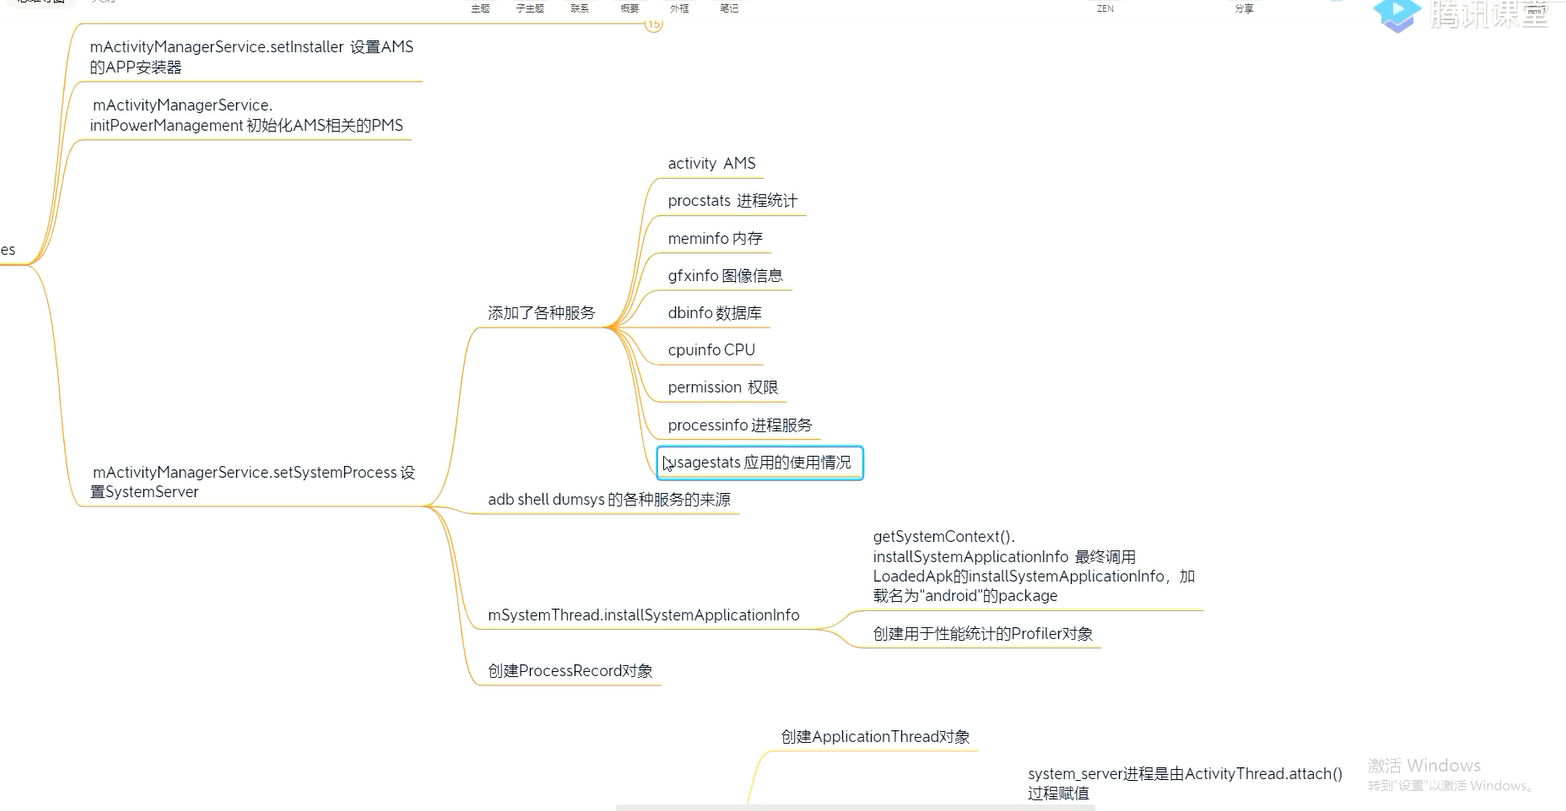 主题
子主题
联系
概要
外框
笔记
ZEN
分享
腾讯课堂
15
mActivityManagerService.setInstaller 设置AMS
的APP安装器
mActivityManagerService.
initPowerManagement 初始化AMS相关的PMS
es
activity AMS
procstats 进程统计
meminfo 内存
gfxinfo 图像信息
添加了各种服务
dbinfo 数据库
cpuinfo CPU
permission 权限
processinfo 进程服务
usagestats 应用的使用情况
mActivityManagerService.setSystemProcess 设
置SystemServer
adb shell dumsys 的各种服务的来源
getSystemContext().
installSystemApplicationInfo 最终调用
LoadedApk的installSystemApplicationInfo，加
载名为"android"的package
mSystemThread.installSystemApplicationInfo
创建用于性能统计的Profiler对象
创建ProcessRecord对象
创建ApplicationThread对象
system_server进程是由ActivityThread.attach()
过程赋值
激活 Windows
转到"设置"以激活 Windows。